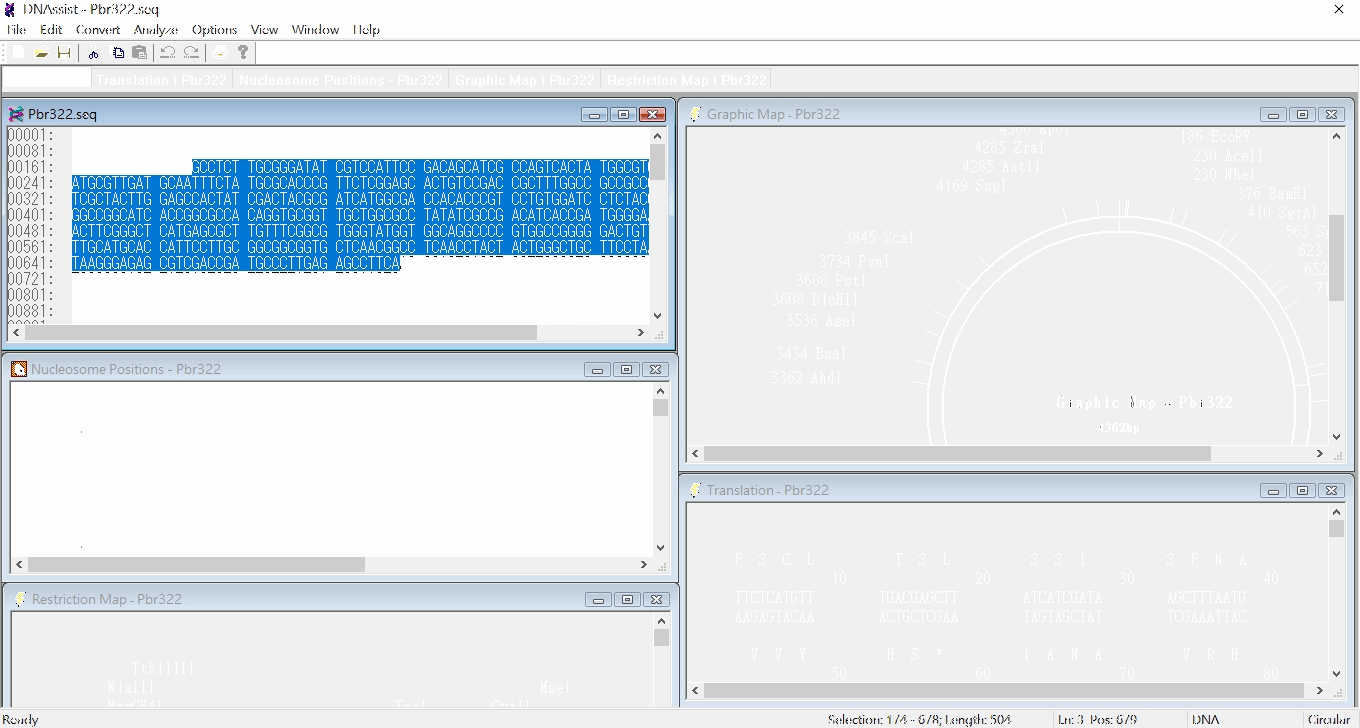 DNAssist - Pbr322.seq
File Edit Convert Analyze Options View Window Help
Translation | Pbr322 Nucleosome Positions - Pbr322 Graphic Map | Pbr322 Restriction Map | Pbr322
Pbr322.seq
00001:
00081:
00161: GCCTCT TGCGGGATAT CGTCCATTCC GACAGCATCG CCAGTCACTA TGGCGT
00241: ATGCGTTGAT GCAATTTCTA TGCGCACCCG TTCTCGGAGC ACTGTCCGAC CGCTTTGGCC GCCGCC
00321: TCGCTACTTG GAGCCACTAT CGACTACGCG ATCATGGCGA CCACACCCGT CCTGTGGATC CTCTAC
00401: GGCCGGCATC ACCGGCGCCA CAGGTGCGGT TGCTGGCGCC TATATCGCCG ACATCACCGA TGGGGA
00481: ACTTCGGGCT CATGAGCGCT TGTTTCGGCG TGGGTATGGT GGCAGGCCCC GTGGCCGGGG GACTGT
00561: TTGCATGCAC CATTCCTTGC GGCGGCGGTG CTCAACGGCC TCAACCTACT ACTGGGCTGC TTCCTA
00641: TAAGGGAGAG CGTCGACCGA TGCCCTTGAG AGCCTTCA
00721:
00801:
00881:
Nucleosome Positions - Pbr322
Restriction Map - Pbr322
TthIIIII
NlaIII
MseI
Graphic Map - Pbr322
4285 ZraI
4285 AatII
4169 SspI
186 EcoRV
230 AceII
230 NheI
376 BamHI
410 SgrAI
3845 ScaI
3734 PvuI
3608 PstI
3608 BloHII
3538 AseI
3434 BsaI
3362 AhdI
Graphic Map - Pbr322
4362bp
Translation - Pbr322
F S C L T S L S S I S F N A
10 20 30 40
TTCTCATGTT TGACGAGCTT ATCATCGATA AGCTTTAATG
AAGAGTACAA ACTGCTCGAA TAGTAGCTAT TCGAAATTAC
V V Y H S * I A N A V R H
50 60 70 80
Ready Selection: 174 - 678; Length: 504 Ln: 3 Pos: 679 DNA Circular